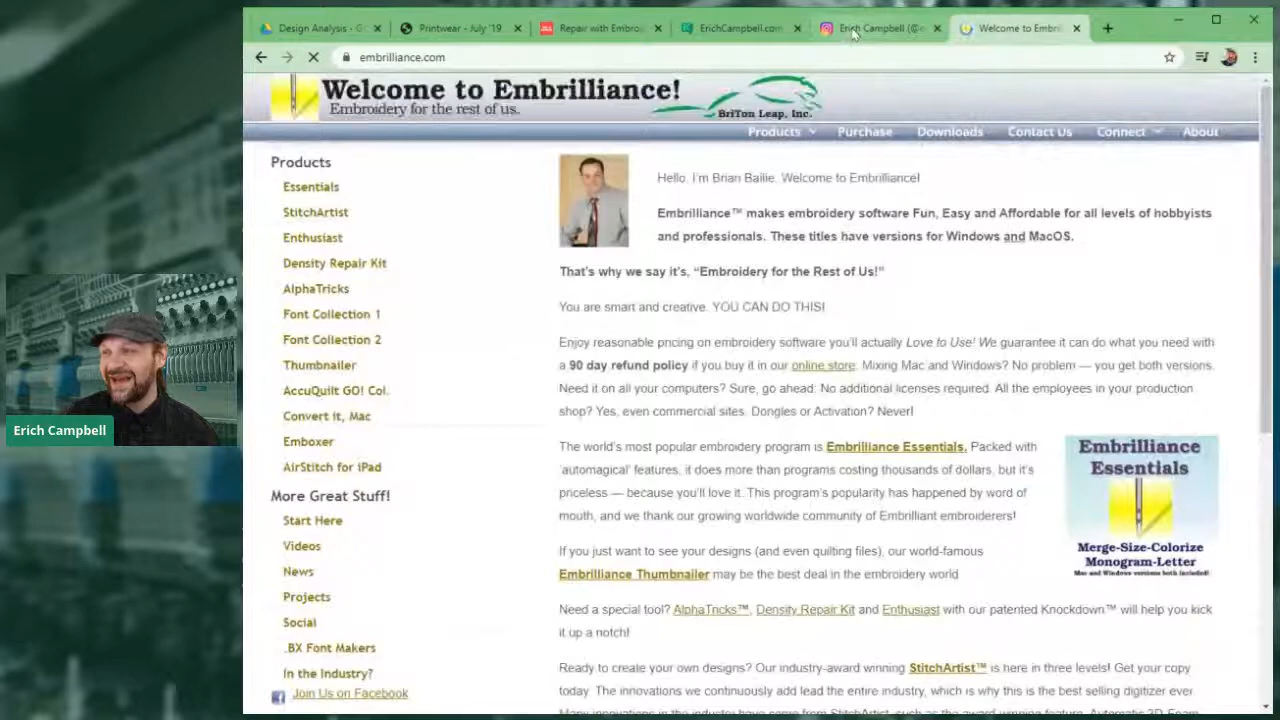 Design Analysis - G
Printwear - July '19
Repair with Embro
ErichCampbell.com
Erich Campbell (@e
Welcome to Embri
embrilliance.com
Welcome to Embrilliance!
Embroidery for the rest of us.
BriTon Leap, Inc.
Products
Purchase
Downloads
Contact Us
Connect
About
Products
Essentials
StitchArtist
Enthusiast
Density Repair Kit
AlphaTricks
Font Collection 1
Font Collection 2
Thumbnailer
AccuQuilt GO! Col.
Convert it, Mac
Emboxer
AirStitch for iPad
More Great Stuff!
Start Here
Videos
News
Projects
Social
.BX Font Makers
In the Industry?
Join Us on Facebook
Hello. I'm Brian Bailie. Welcome to Embrilliance!
Embrilliance™ makes embroidery software Fun, Easy and Affordable for all levels of hobbyists
and professionals. These titles have versions for Windows and MacOS.
That's why we say it's, “Embroidery for the Rest of Us!”
You are smart and creative. YOU CAN DO THIS!
Enjoy reasonable pricing on embroidery software you'll actually Love to Use! We guarantee it can do what you need with
a 90 day refund policy if you buy it in our online store. Mixing Mac and Windows? No problem — you get both versions.
Need it on all your computers? Sure, go ahead. No additional licenses required. All the employees in your production
shop? Yes, even commercial sites. Dongles or Activation? Never!
The world's most popular embroidery program is Embrilliance Essentials. Packed with
'automagical' features, it does more than programs costing thousands of dollars, but it's
priceless — because you'll love it. This program's popularity has happened by word of
mouth, and we thank our growing worldwide community of Embrilliant embroiderers!
Embrilliance
Essentials
Merge-Size-Colorize
Monogram-Letter
Mac and Windows versions both included!
If you just want to see your designs (and even quilting files), our world-famous
Embrilliance Thumbnailer may be the best deal in the embroidery world
Need a special tool? AlphaTricks™, Density Repair Kit and Enthusiast with our patented Knockdown™ will help you kick
it up a notch!
Ready to create your own designs? Our industry-award winning StitchArtist™ is here in three levels! Get your copy
today. The innovations we continuously add lead the entire industry, which is why this is the best selling digitizer ever.
Erich Campbell